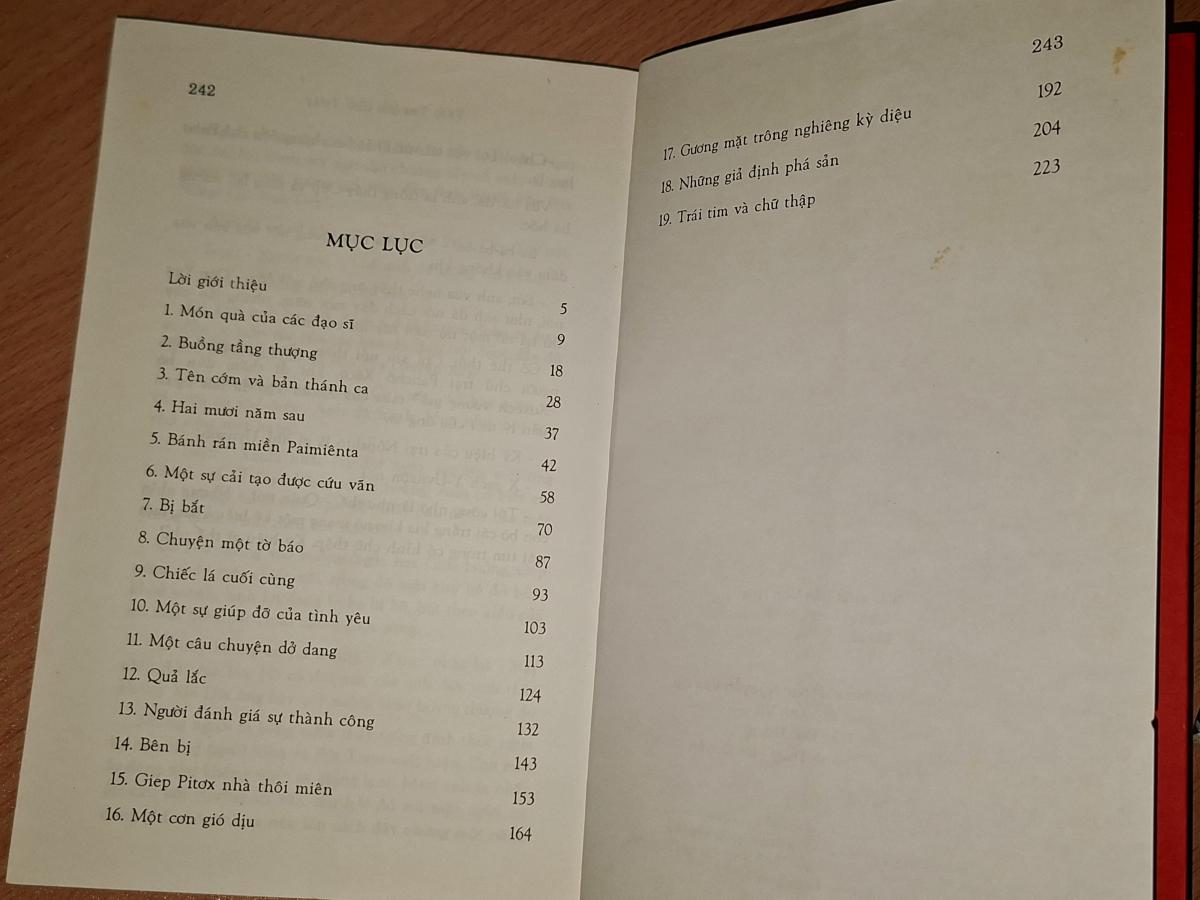 242
MỤC LỤC
Lời giới thiệu 5
1. Món quà của các đạo sĩ 9
2. Buồng tầng thượng 18
3. Tên cớm và bản thánh ca 28
4. Hai mươi năm sau 37
5. Bánh rán miền Paimiênta 42
6. Một sự cải tạo được cứu vãn 58
7. Bị bắt 70
8. Chuyện một tờ báo 87
9. Chiếc lá cuối cùng 93
10. Một sự giúp đỡ của tình yêu 103
11. Một câu chuyện dở dang 113
12. Quả lắc 124
13. Người đánh giá sự thành công 132
14. Bên bị 143
15. Giep Pitơx nhà thôi miên 153
16. Một cơn gió dịu 164
243
17. Gương mặt trông nghiêng kỳ diệu 192
18. Những giả định phá sản 204
19. Trái tim và chữ thập 223